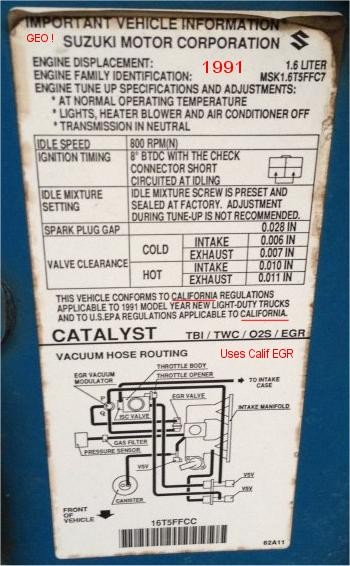 IMPORTANT VEHICLE INFORMATION
GEO !
SUZUKI MOTOR CORPORATION
ENGINE DISPLACEMENT: 1991 1.6 LITER
ENGINE FAMILY IDENTIFICATION: MSK1.6T5FFC7
ENGINE TUNE UP SPECIFICATIONS AND ADJUSTMENTS:
* AT NORMAL OPERATING TEMPERATURE
* LIGHTS, HEATER BLOWER AND AIR CONDITIONER OFF
* TRANSMISSION IN NEUTRAL
IDLE SPEED 800 RPM(N)
IGNITION TIMING 8° BTDC WITH THE CHECK
CONNECTOR SHORT
CIRCUITED AT IDLING
IDLE MIXTURE SETTING IDLE MIXTURE SCREW IS PRESET AND
SEALED AT FACTORY. ADJUSTMENT
DURING TUNE-UP IS NOT RECOMMENDED.
SPARK PLUG GAP 0.028 IN
VALVE CLEARANCE COLD INTAKE 0.006 IN
EXHAUST 0.007 IN
HOT INTAKE 0.010 IN
EXHAUST 0.011 IN
THIS VEHICLE CONFORMS TO CALIFORNIA REGULATIONS
APPLICABLE TO 1991 MODEL YEAR NEW LIGHT-DUTY TRUCKS
AND TO U.S.EPA REGULATIONS APPLICABLE TO CALIFORNIA.
CATALYST TBI / TWC / O2S / EGR
VACUUM HOSE ROUTING Uses Calif EGR
THROTTLE BODY
EGR VACUUM MODULATOR THROTTLE OPENER
TO INTAKE CASE
P
Q
ISC VALVE
EGR VALVE
INTAKE MANIFOLD
GAS FILTER
PRESSURE SENSOR
VSV
VSV
CANISTER
VSV
FRONT OF VEHICLE
16T5FFCC
62A11